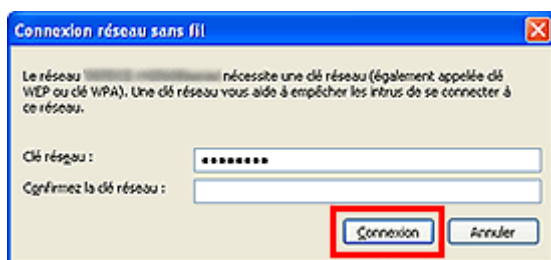 Connexion réseau sans fil
Le réseau nécessite une clé réseau (également appelée clé
WEP ou clé WPA). Une clé réseau vous aide à empêcher les intrus de se connecter à
ce réseau.
Clé réseau :
••••••••
Confirmez la clé réseau :
Connexion
Annuler